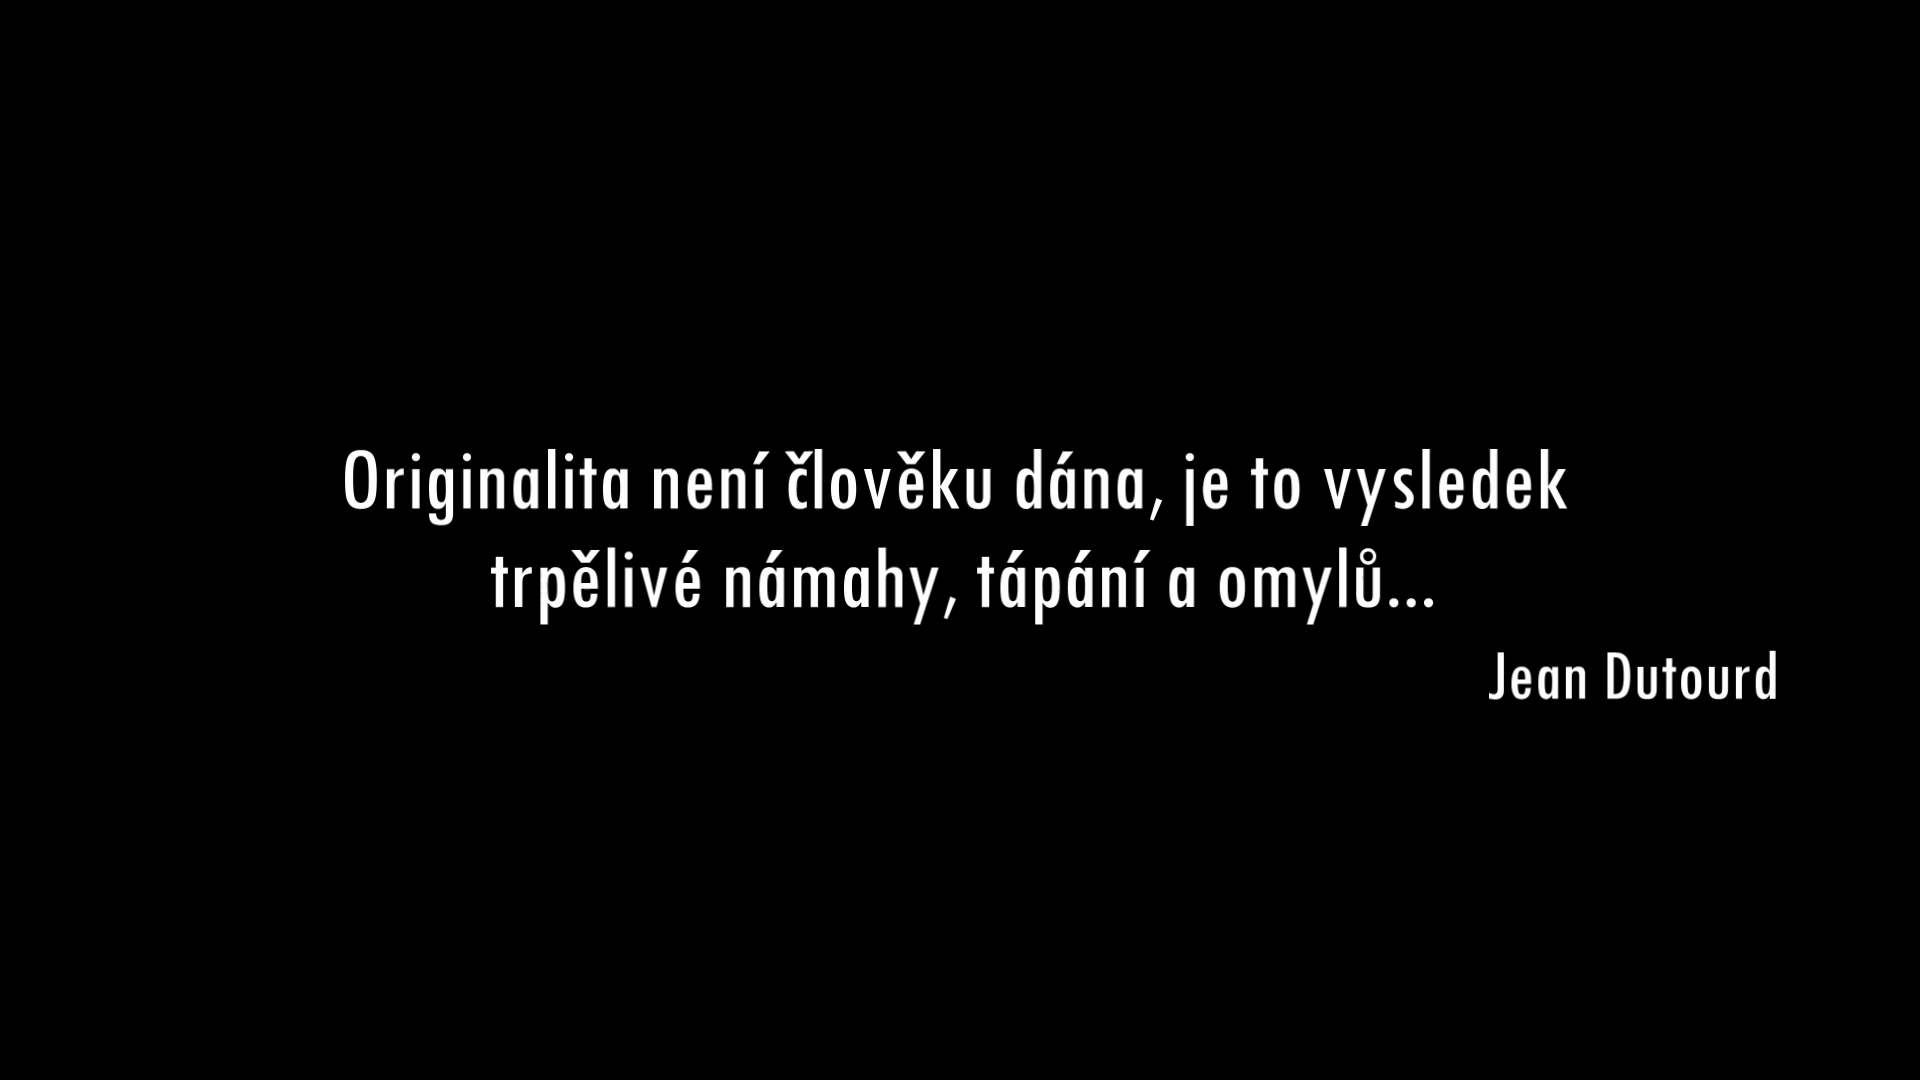 Originalita není člověku dána, je to vysledek
trpělivé námahy, tápání a omylů...
Jean Dutourd